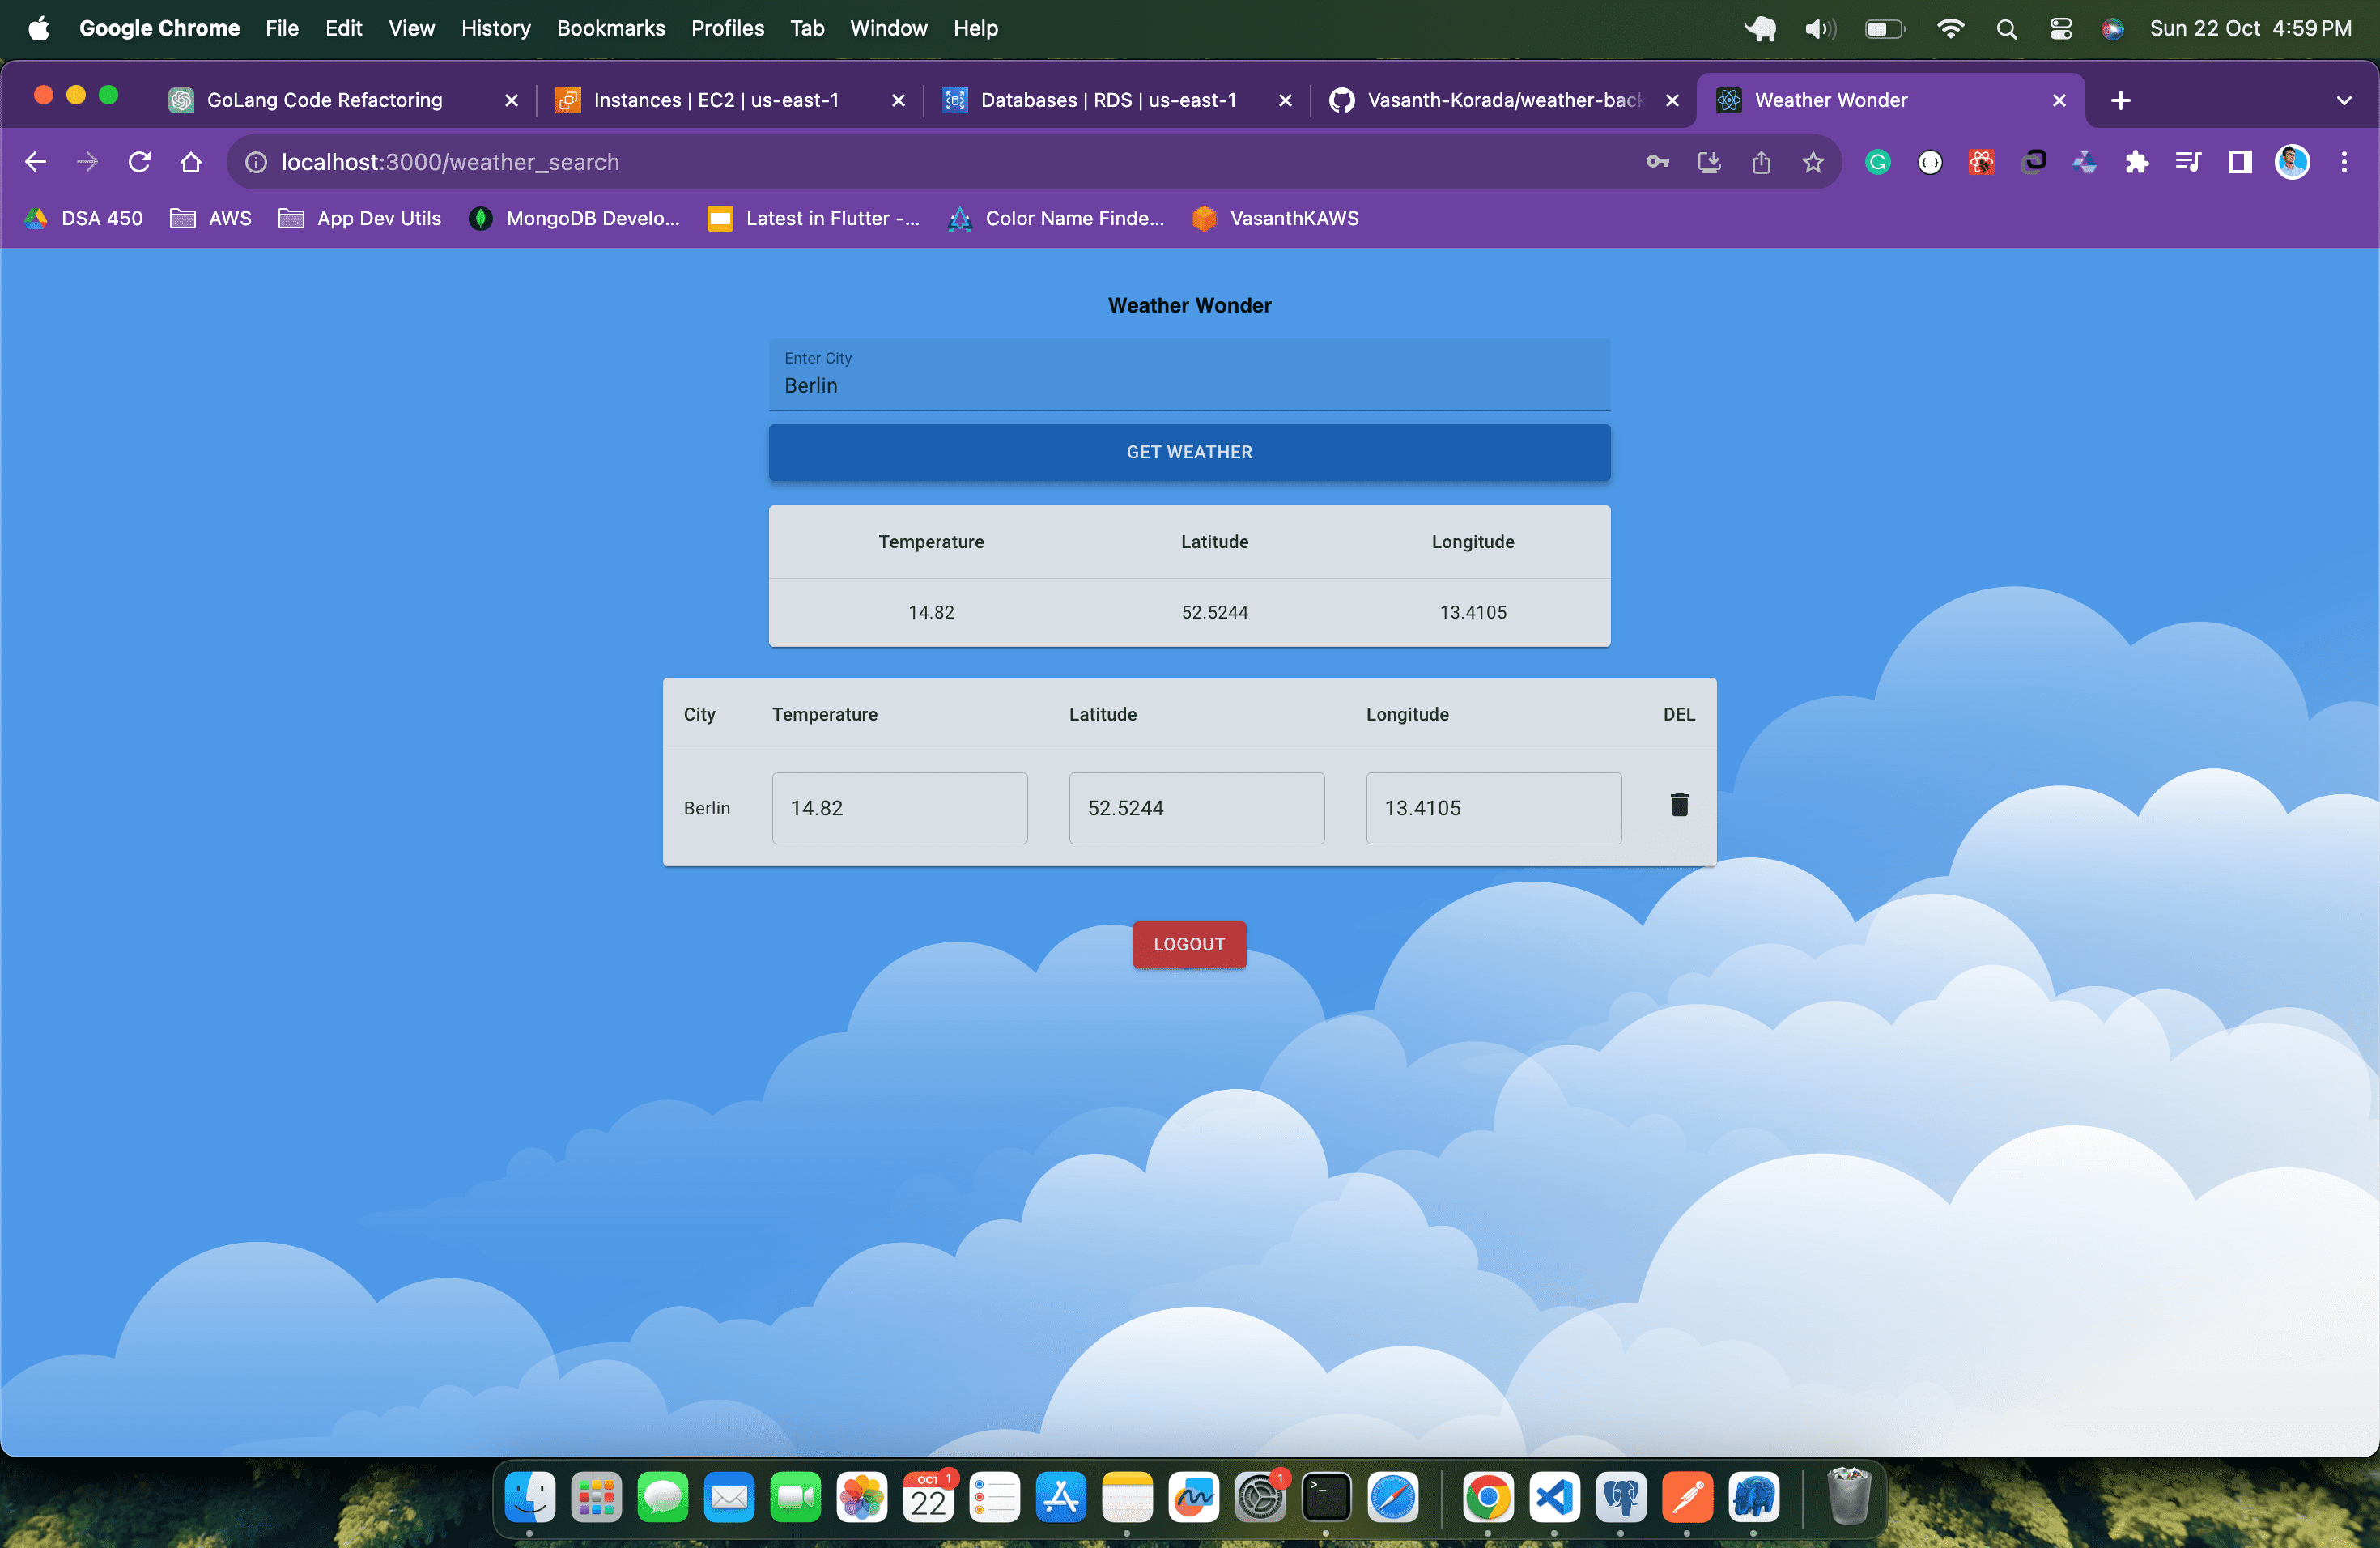 Google Chrome File Edit View History Bookmarks Profiles Tab Window Help Sun 22 Oct 4:59 PM
GoLang Code Refactoring Instances | EC2 | us-east-1 Databases | RDS | us-east-1 Vasanth-Korada/weather-back Weather Wonder
localhost:3000/weather_search
DSA 450 AWS App Dev Utils MongoDB Develo... Latest in Flutter -... Color Name Finde... VasanthKAWS
Weather Wonder
Enter City
Berlin
GET WEATHER
Temperature Latitude Longitude
14.82 52.5244 13.4105
City Temperature Latitude Longitude DEL
Berlin 14.82 52.5244 13.4105
LOGOUT
OCT 1 1
22